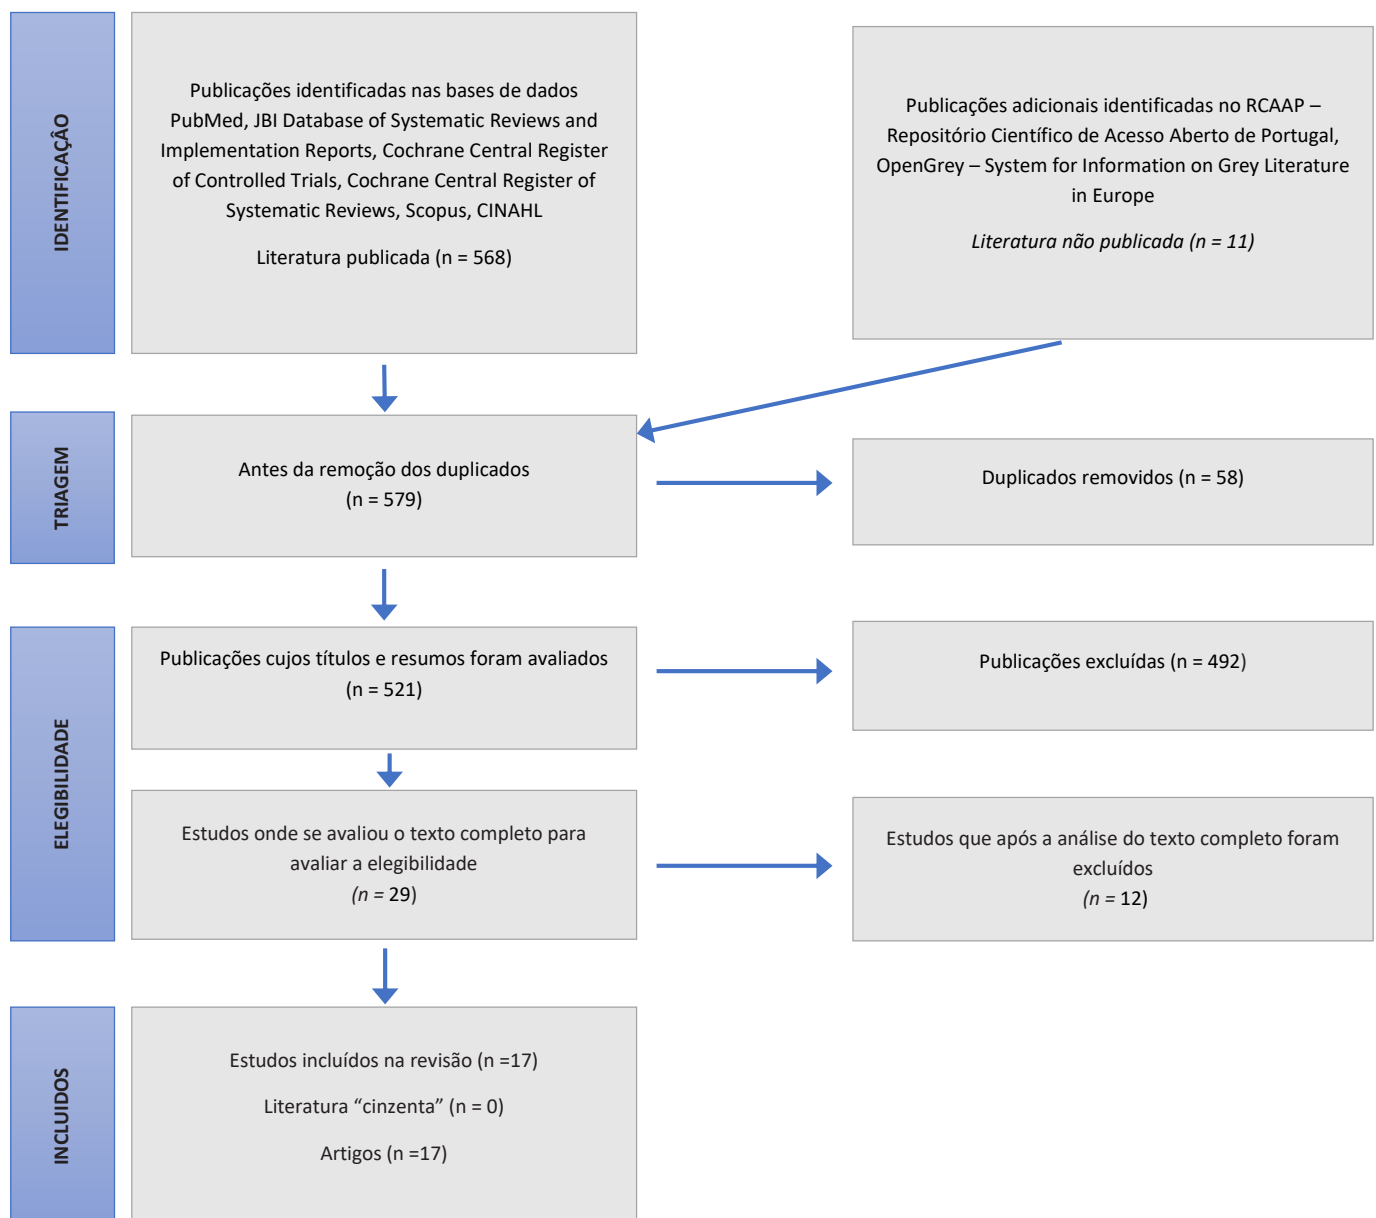 IDENTIFICAÇÂO
Publicações identificadas nas bases de dados
PubMed, JBI Database of Systematic Reviews and
Implementation Reports, Cochrane Central Register
of Controlled Trials, Cochrane Central Register of
Systematic Reviews, Scopus, CINAHL
Literatura publicada (n = 568)
Publicações adicionais identificadas no RCAAP –
Repositório Científico de Acesso Aberto de Portugal,
OpenGrey – System for Information on Grey Literature
in Europe
Literatura não publicada (n = 11)
TRIAGEM
Antes da remoção dos duplicados
(n = 579)
Duplicados removidos (n = 58)
ELEGIBILIDADE
Publicações cujos títulos e resumos foram avaliados
(n = 521)
Publicações excluídas (n = 492)
Estudos onde se avaliou o texto completo para
avaliar a elegibilidade
(n = 29)
Estudos que após a análise do texto completo foram
excluídos
(n = 12)
INCLUIDOS
Estudos incluídos na revisão (n =17)
Literatura “cinzenta” (n = 0)
Artigos (n =17)